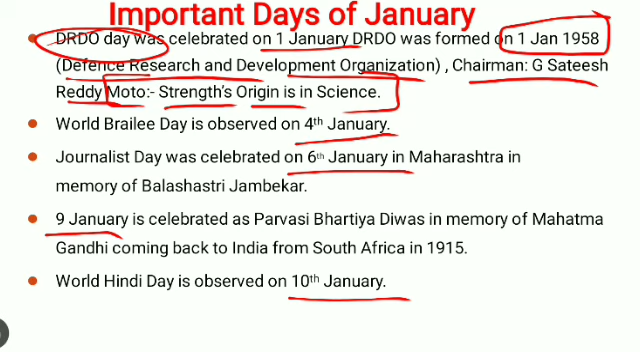 Important Days of January
DRDO day was celebrated on 1 January DRDO was formed on 1 Jan 1958
(Defence Research and Development Organization) , Chairman: G Sateesh
Reddy Moto:- Strength's Origin is in Science.
World Brailee Day is observed on 4th January.
Journalist Day was celebrated on 6th January in Maharashtra in
memory of Balashastri Jambekar.
9 January is celebrated as Parvasi Bhartiya Diwas in memory of Mahatma
Gandhi coming back to India from South Africa in 1915.
World Hindi Day is observed on 10th January.